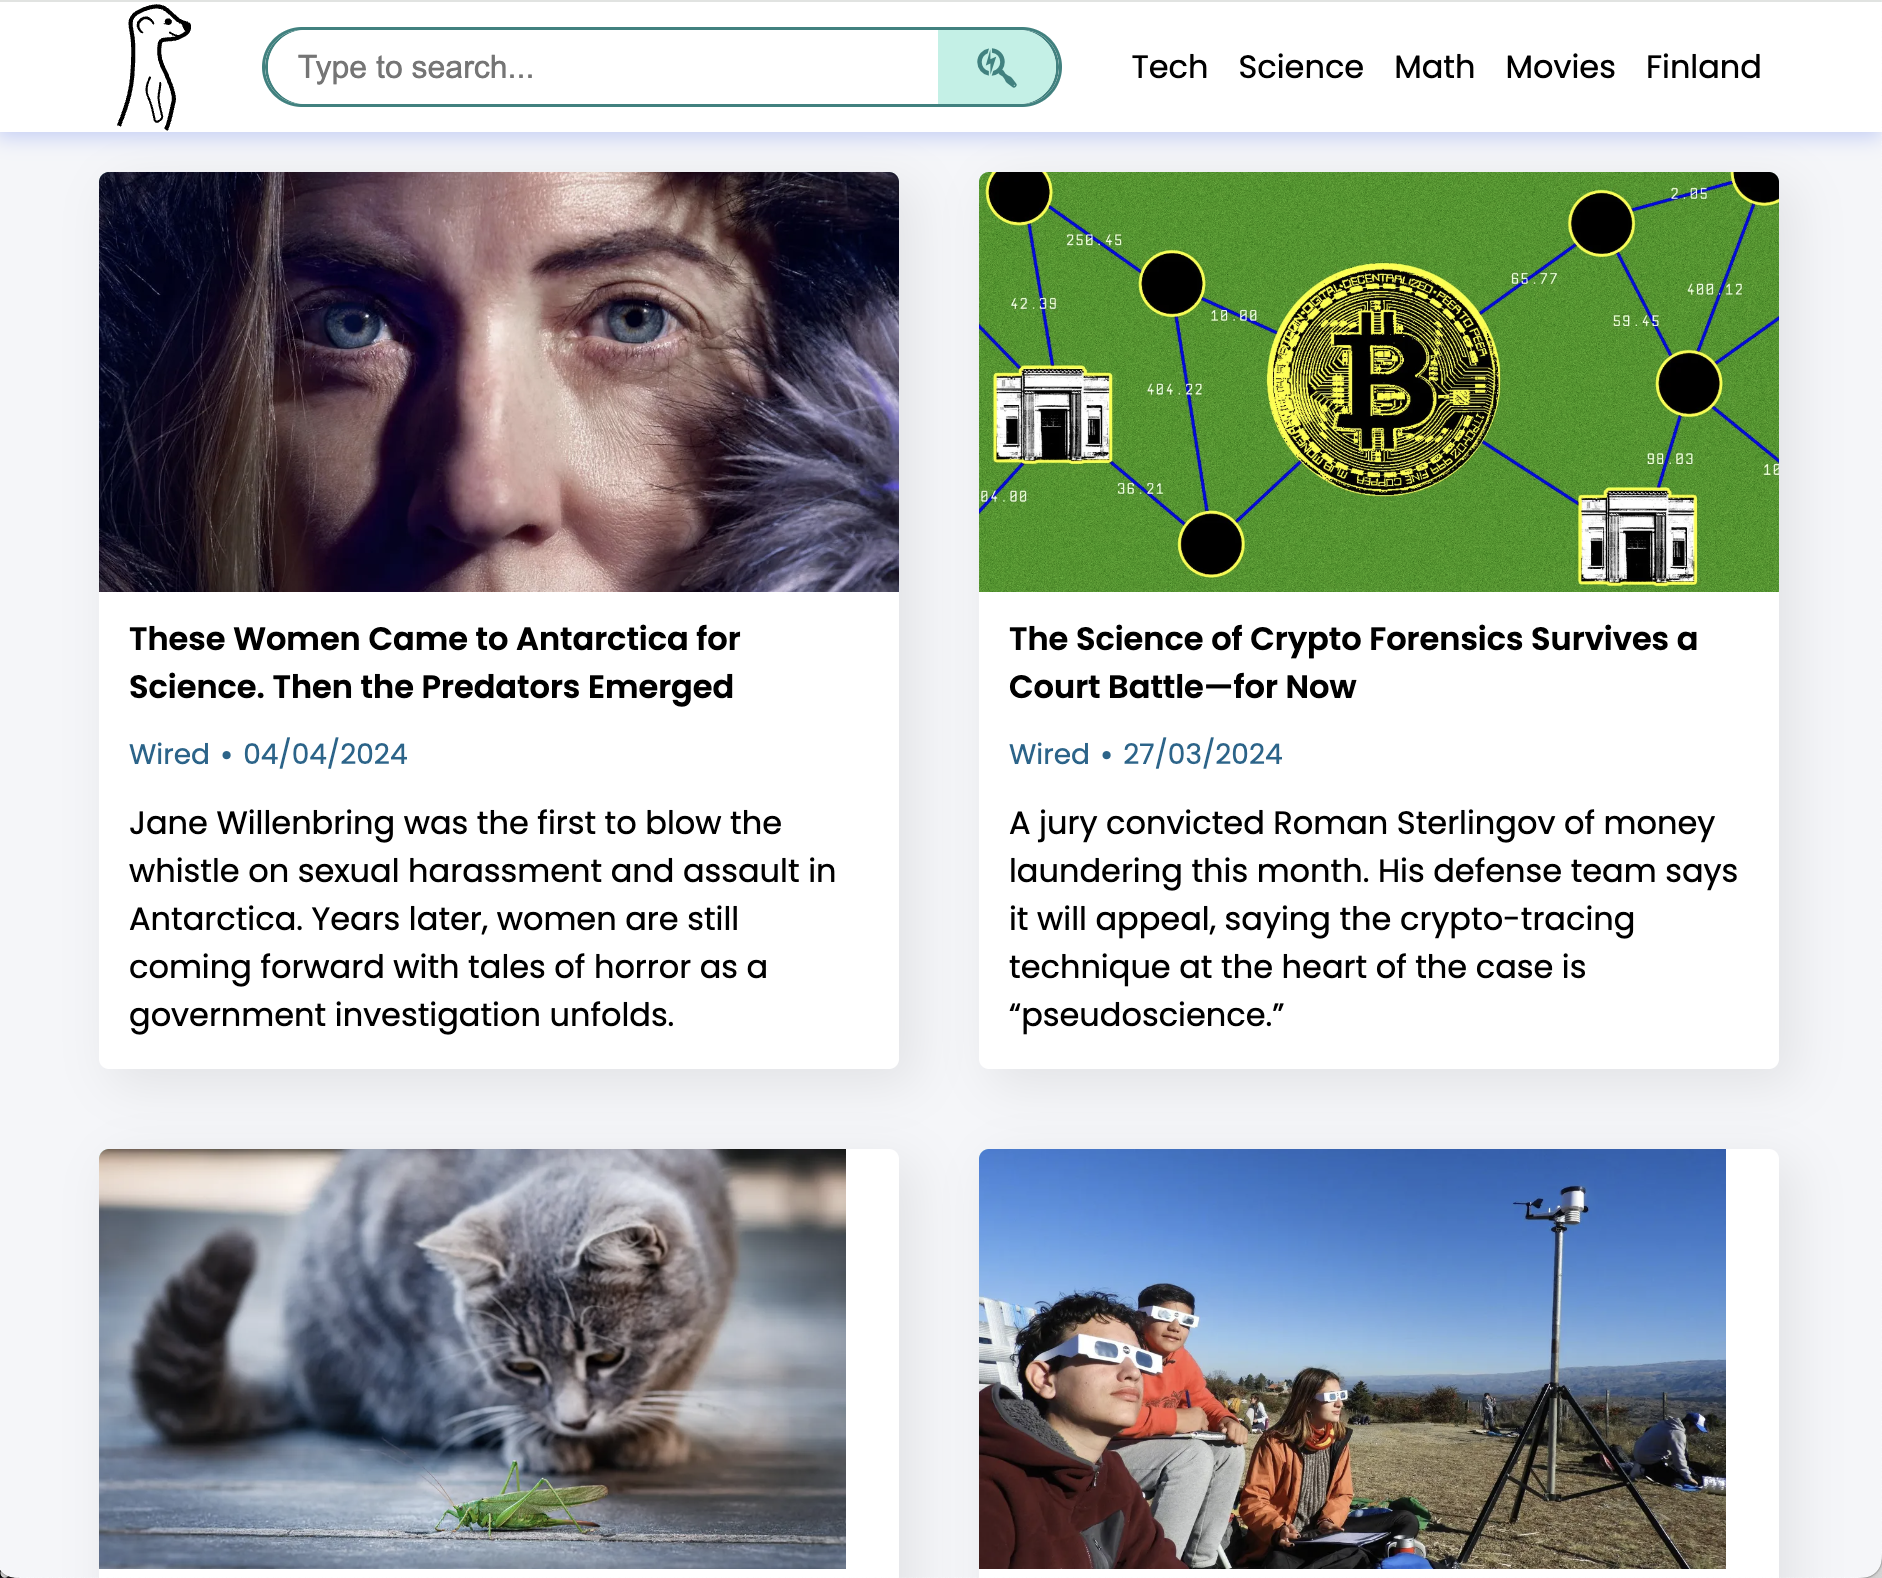 Type to search...
Tech Science Math Movies Finland
250.45
42.39
10.00
404.22
36.21
04.00
2.05
65.77
400.12
59.45
98.03
10
These Women Came to Antarctica for
Science. Then the Predators Emerged
Wired • 04/04/2024
Jane Willenbring was the first to blow the
whistle on sexual harassment and assault in
Antarctica. Years later, women are still
coming forward with tales of horror as a
government investigation unfolds.
The Science of Crypto Forensics Survives a
Court Battle—for Now
Wired • 27/03/2024
A jury convicted Roman Sterlingov of money
laundering this month. His defense team says
it will appeal, saying the crypto-tracing
technique at the heart of the case is
“pseudoscience.”